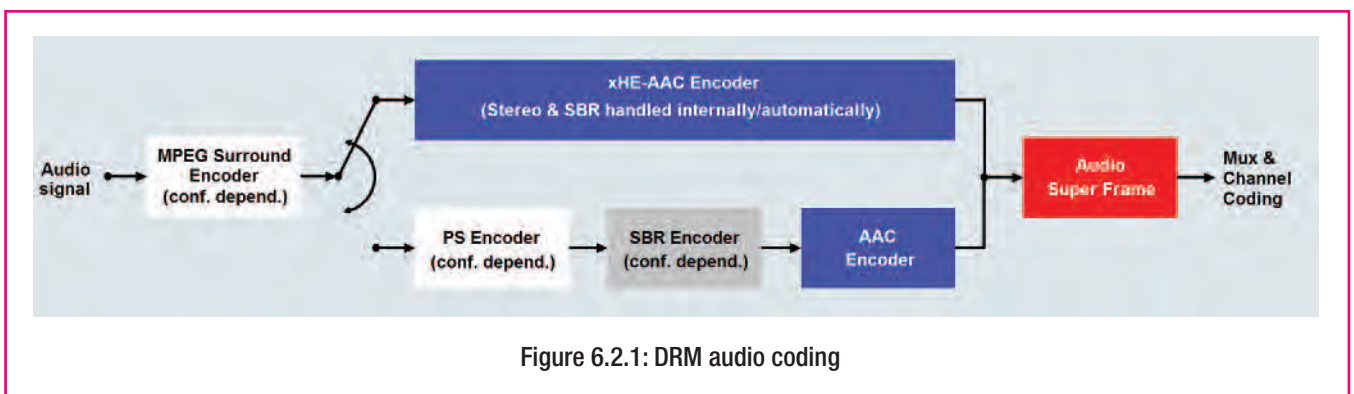 xHE-AAC Encoder
(Stereo & SBR handled internally/automatically)
Audio
signal
MPEG Surround
Encoder
(conf. depend.)
PS Encoder
(conf. depend.)
SBR Encoder
(conf. depend.)
AAC
Encoder
Audio
Super Frame
Mux &
Channel
Coding
Figure 6.2.1: DRM audio coding